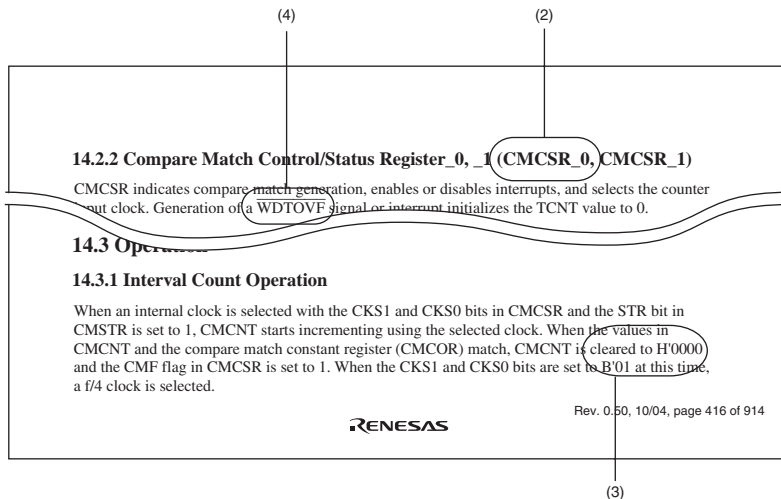 (4) (2)
14.2.2 Compare Match Control/Status Register_0, _1 (CMCSR_0, CMCSR_1)
CMCSR indicates compare match generation, enables or disables interrupts, and selects the counter
input clock. Generation of a WDTOVF signal or interrupt initializes the TCNT value to 0.
14.3 Operation
14.3.1 Interval Count Operation
When an internal clock is selected with the CKS1 and CKS0 bits in CMCSR and the STR bit in
CMSTR is set to 1, CMCNT starts incrementing using the selected clock. When the values in
CMCNT and the compare match constant register (CMCOR) match, CMCNT is cleared to H'0000
and the CMF flag in CMCSR is set to 1. When the CKS1 and CKS0 bits are set to B'01 at this time,
a f/4 clock is selected.
Rev. 0.50, 10/04, page 416 of 914
RENESAS
(3)